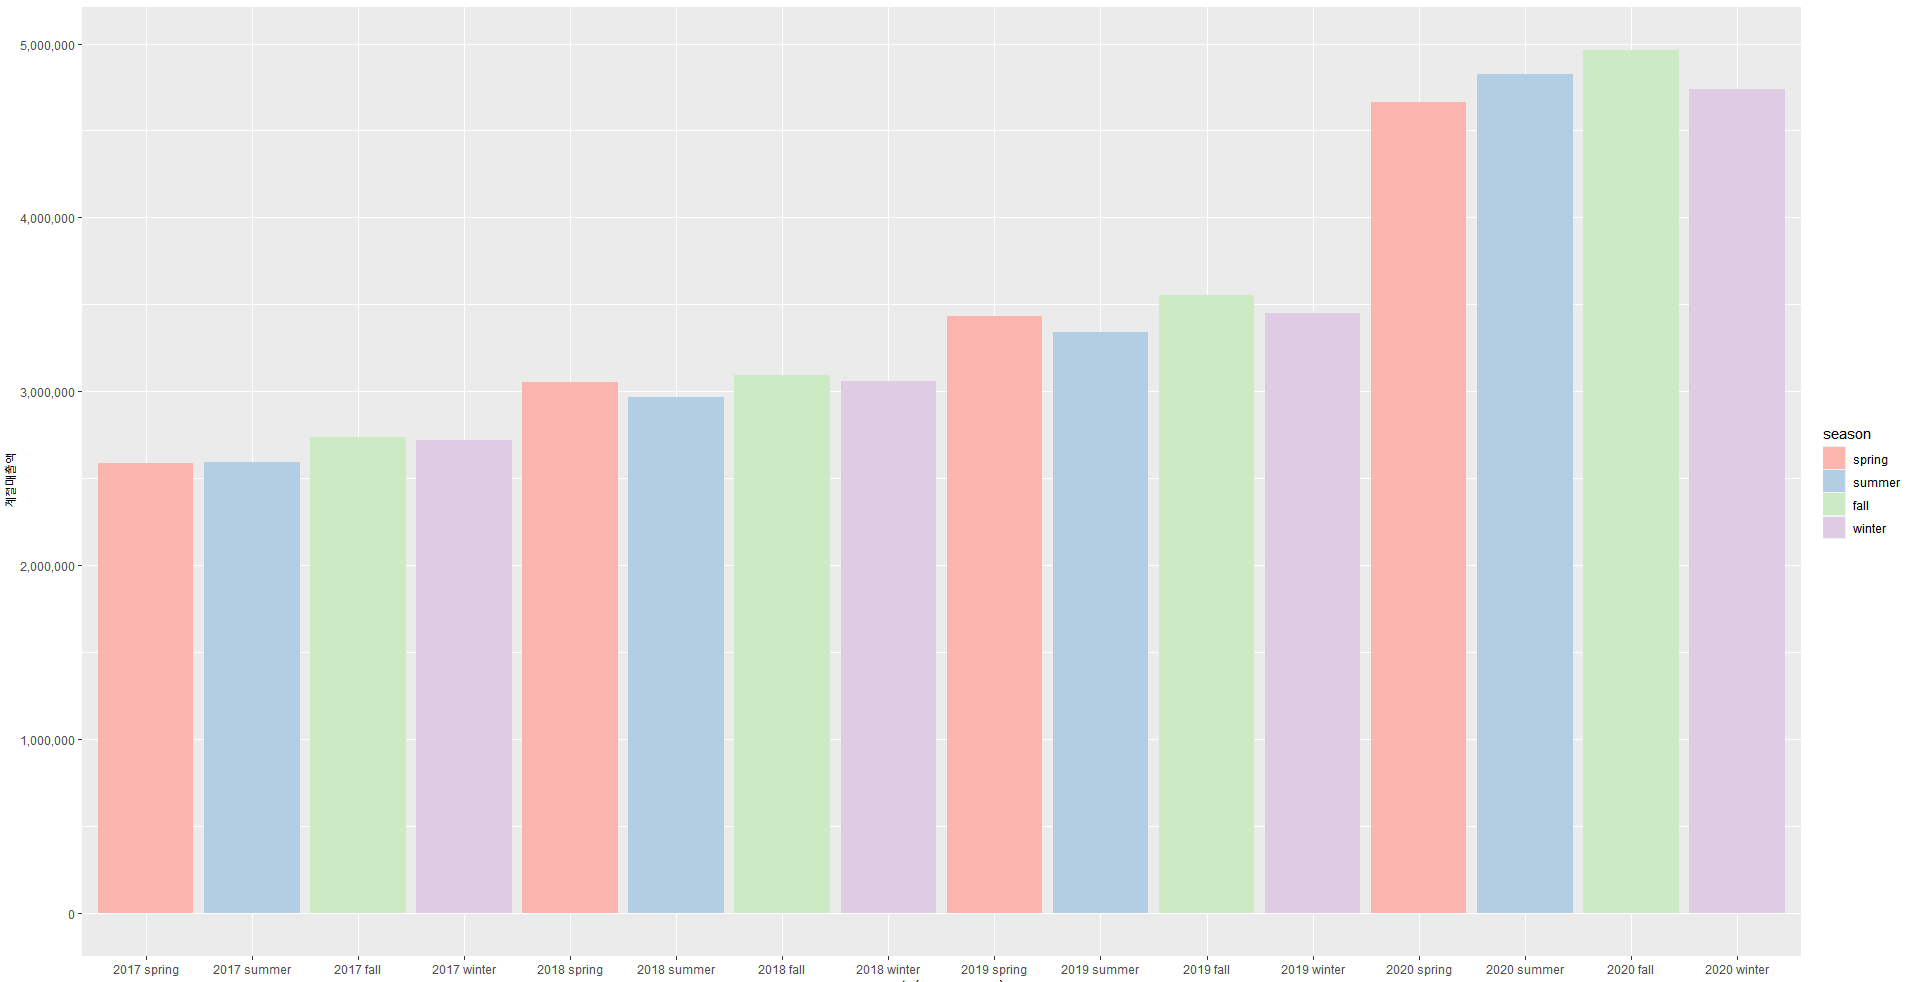 5,000,000
4,000,000
3,000,000
2,000,000
1,000,000
0
계절매출액
2017 spring 2017 summer 2017 fall 2017 winter 2018 spring 2018 summer 2018 fall 2018 winter 2019 spring 2019 summer 2019 fall 2019 winter 2020 spring 2020 summer 2020 fall 2020 winter
season
spring
summer
fall
winter